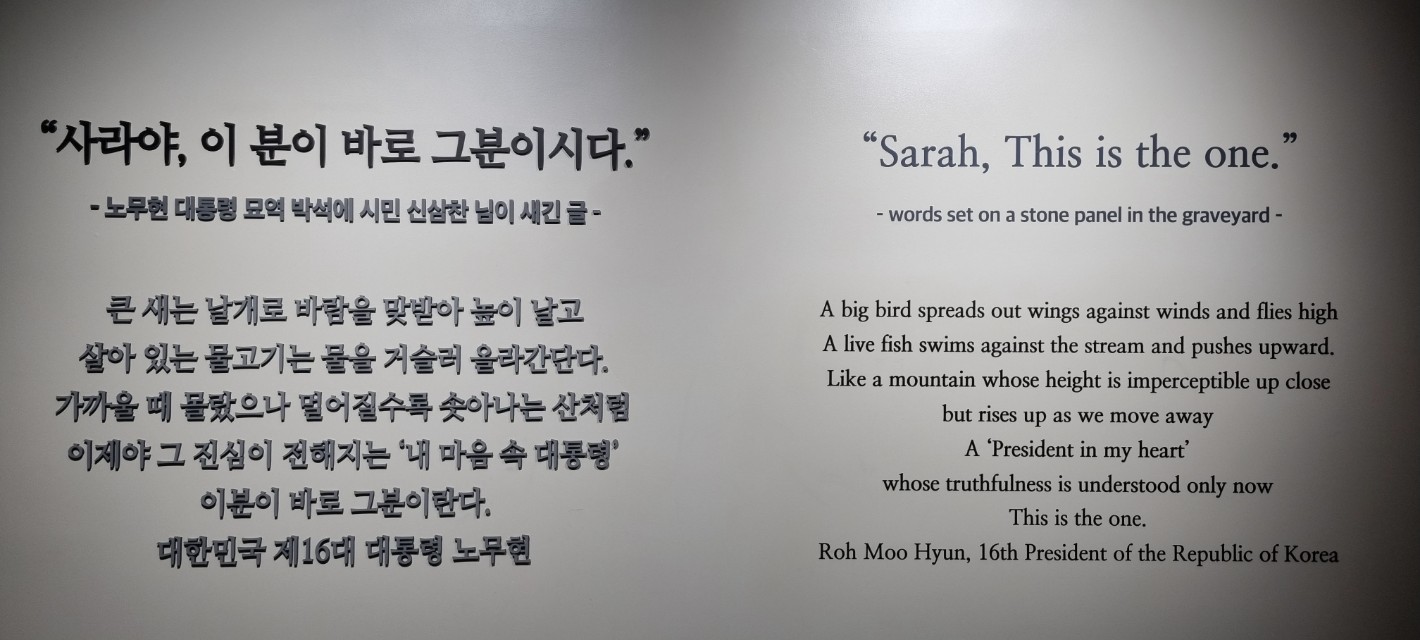 “사라야, 이 분이 바로 그분이시다.”
- 노무현 대통령 묘역 박석에 시민 신삼찬 님이 새긴 글 -
큰 새는 날개로 바람을 맞받아 높이 날고
살아 있는 물고기는 물을 거슬러 올라간단다.
가까울 때 몰랐으나 멀어질수록 솟아나는 산처럼
이제야 그 진심이 전해지는 ‘내 마음 속 대통령’
이분이 바로 그분이란다.
대한민국 제16대 대통령 노무현
“Sarah, This is the one.”
- words set on a stone panel in the graveyard -
A big bird spreads out wings against winds and flies high
A live fish swims against the stream and pushes upward.
Like a mountain whose height is imperceptible up close
but rises up as we move away
A ‘President in my heart’
whose truthfulness is understood only now
This is the one.
Roh Moo Hyun, 16th President of the Republic of Korea